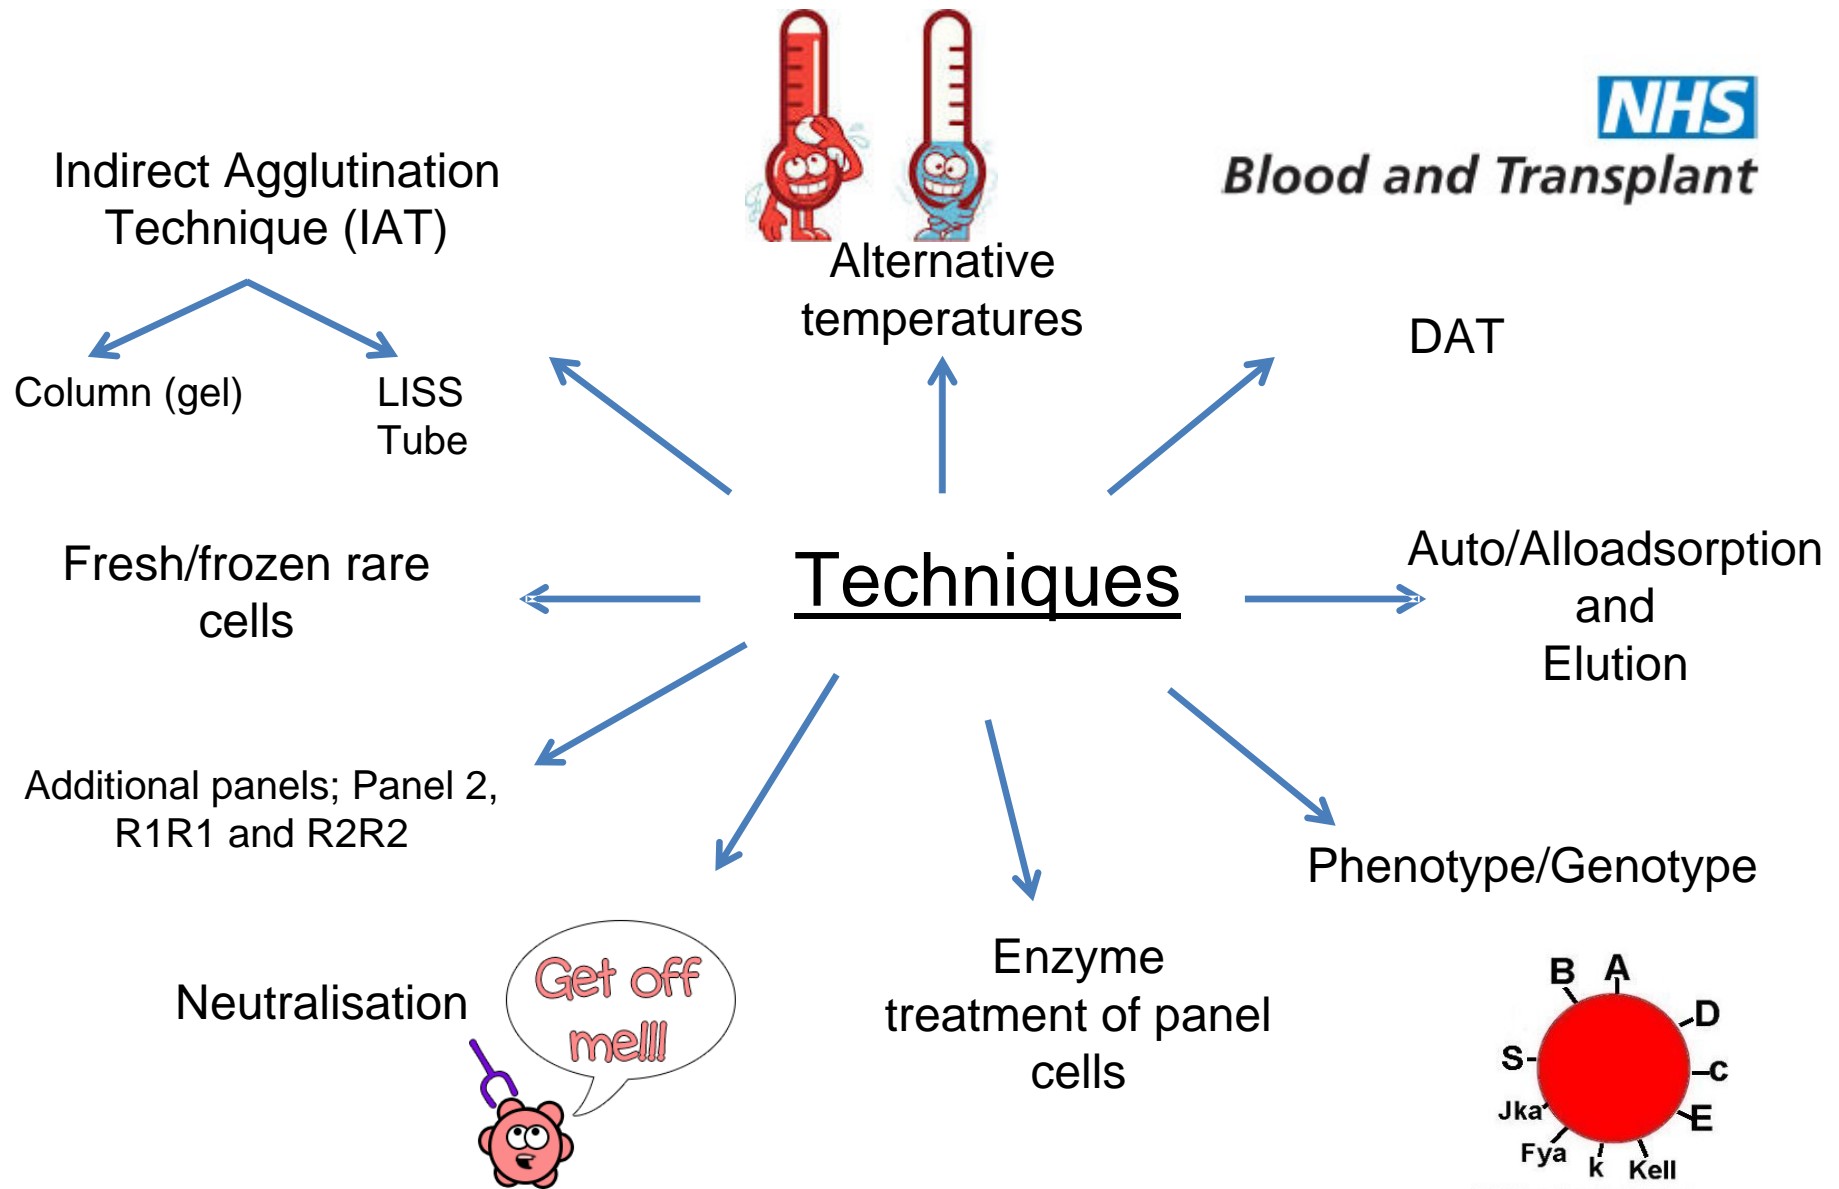 NHS
Blood and Transplant
Indirect Agglutination
Technique (IAT)
Column (gel)
LISS
Tube
Alternative
temperatures
DAT
Fresh/frozen rare
cells
Techniques
Auto/Alloadsorption
and
Elution
Additional panels; Panel 2,
R1R1 and R2R2
Phenotype/Genotype
Neutralisation
Get off
me!!!
Enzyme
treatment of panel
cells
B
A
D
S
c
Jka
E
Fya
k
Kell